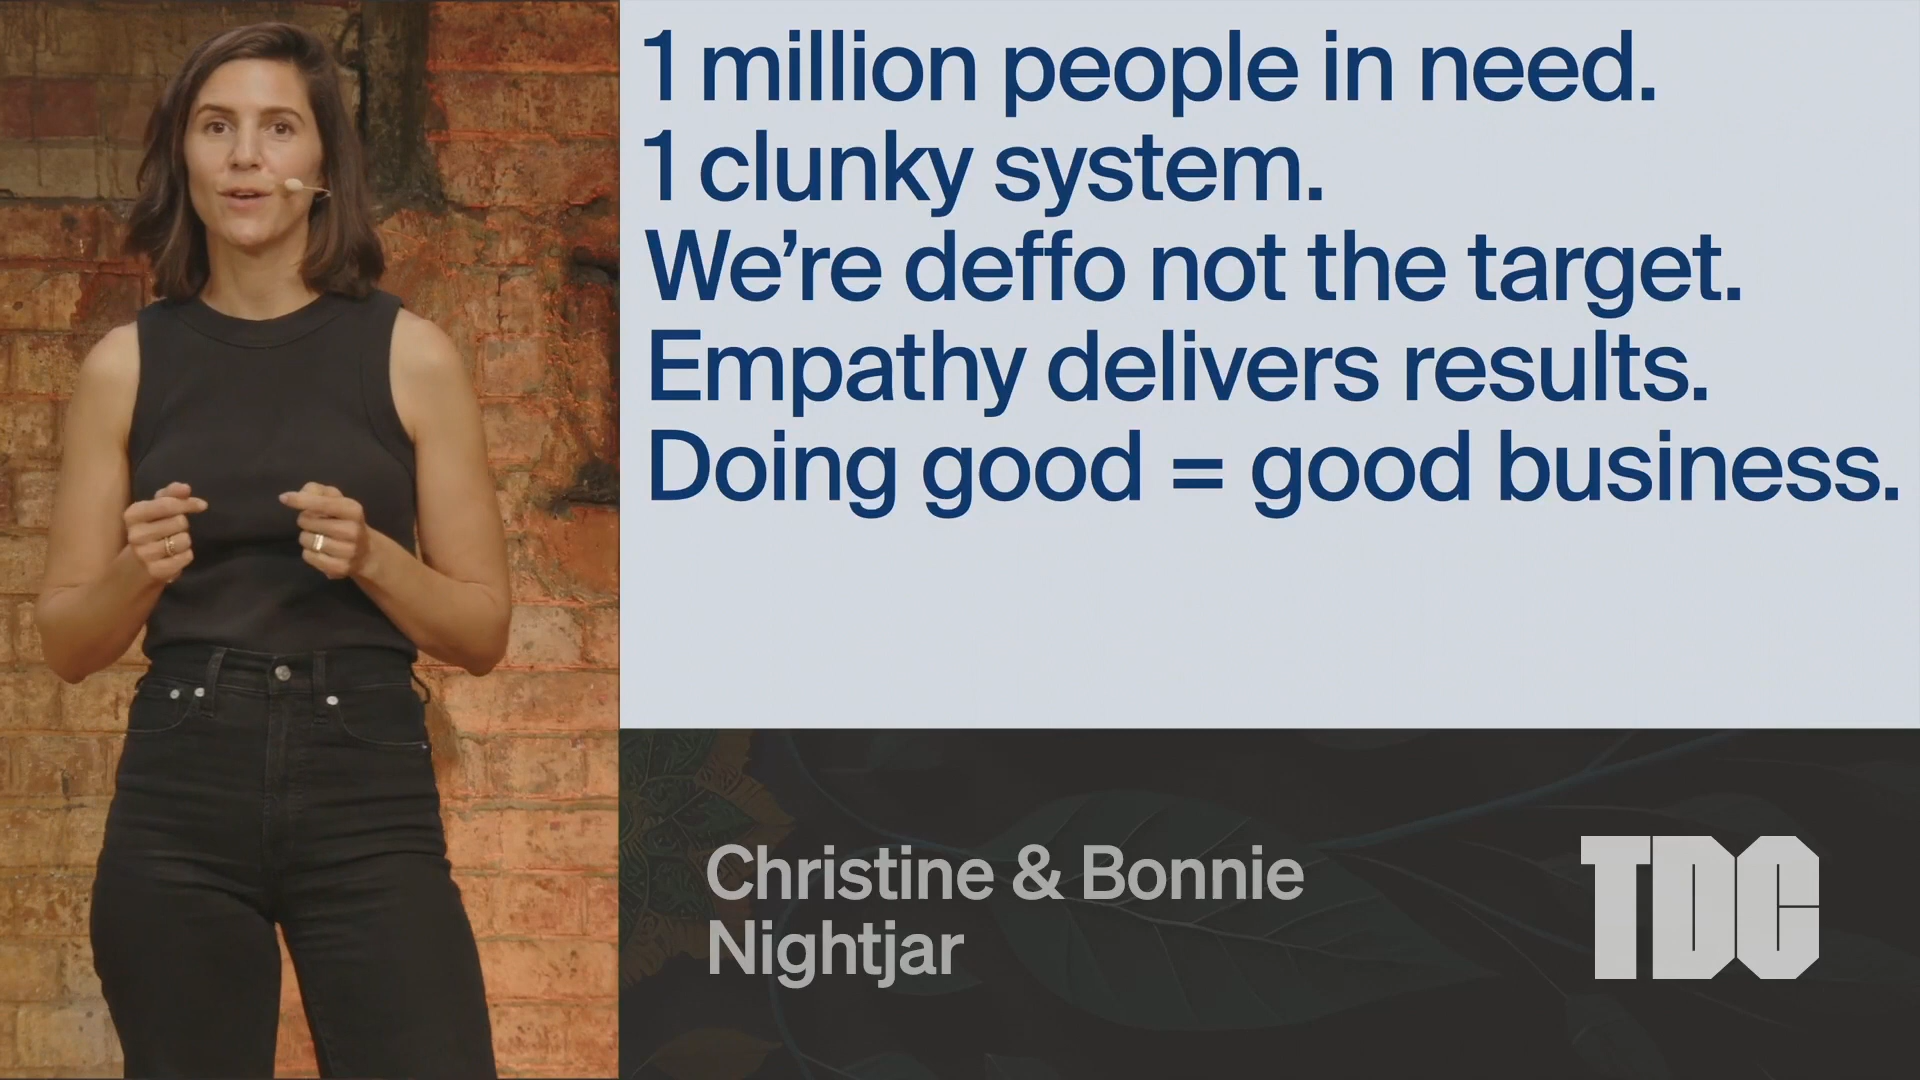 1 million people in need.
1 clunky system.
We’re deffo not the target.
Empathy delivers results.
Doing good = good business.
Christine & Bonnie
Nightjar
TDC